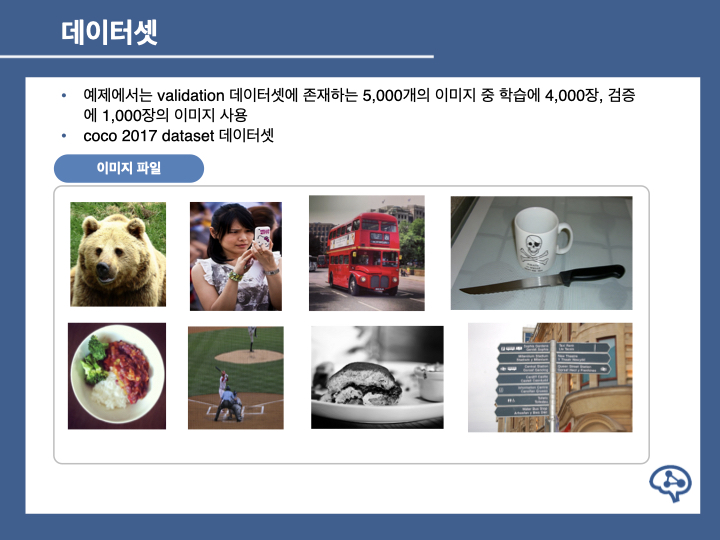 데이터셋
• 예제에서는 validation 데이터셋에 존재하는 5,000개의 이미지 중 학습에 4,000장, 검증
에 1,000장의 이미지 사용
• coco 2017 dataset 데이터셋
이미지 파일